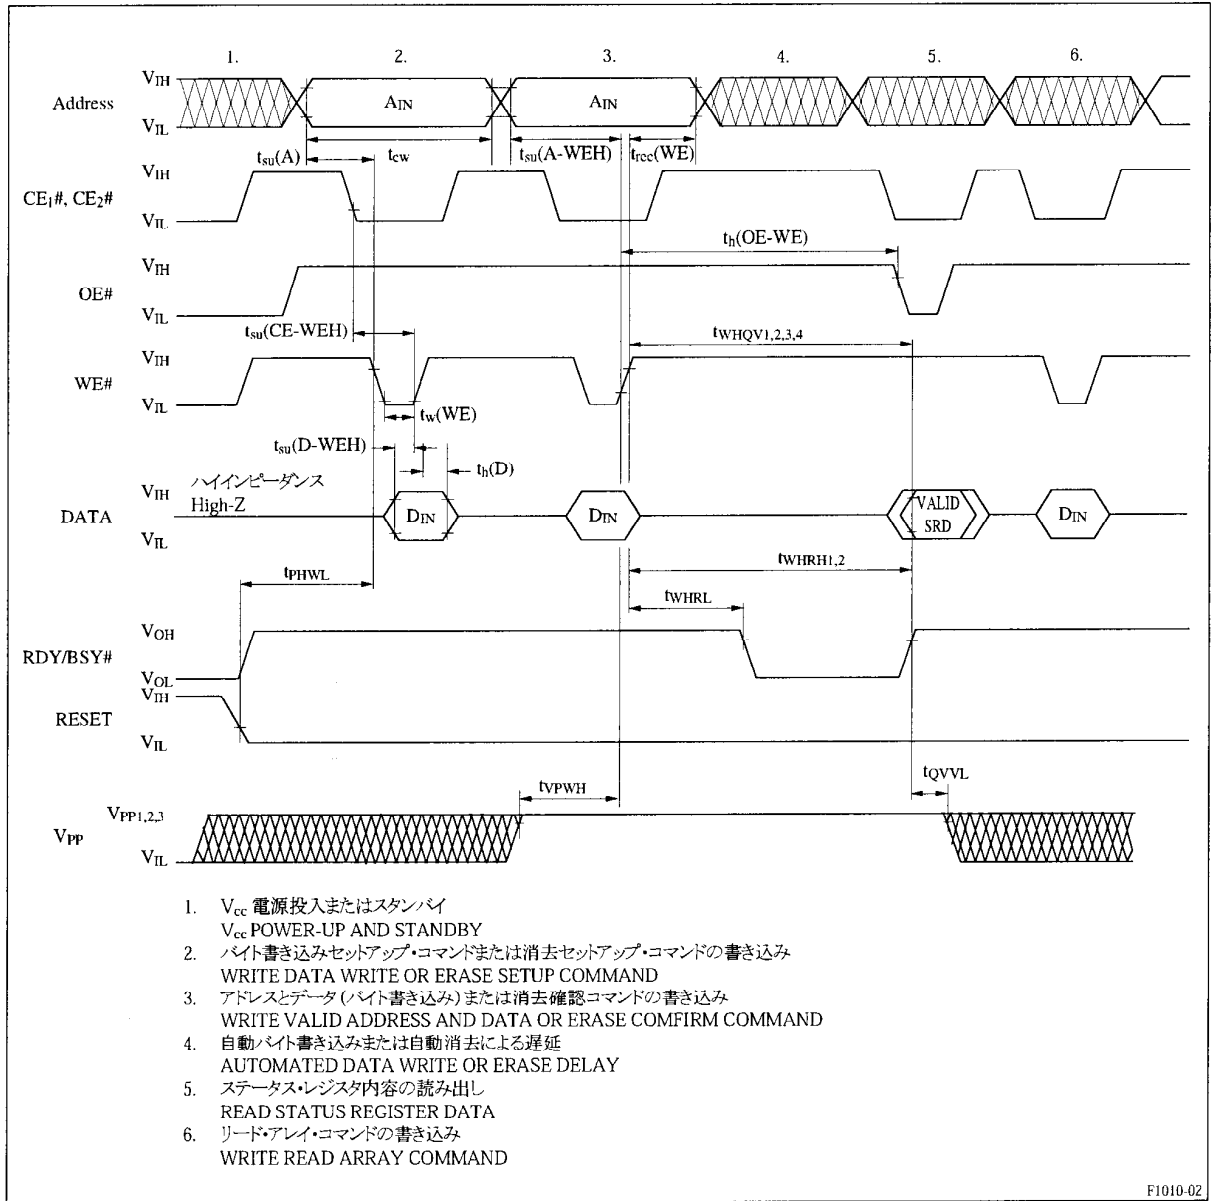 1. 2. 3. 4. 5. 6.
Address VIH VIL AIN AIN
tsu(A) tcw tsu(A-WEH) trec(WE)
CE1#, CE2# VIH VIL
th(OE-WE)
OE# VIH VIL
tsu(CE-WEH) tWHQV1,2,3,4
WE# VIH VIL
tw(WE)
tsu(D-WEH) th(D)
ハイインピーダンス
High-Z
DATA VIH VIL DIN DIN VALID SRD DIN
tPHWL tWHRH1,2
tWHRL
RDY/BSY# VOH VOL
RESET VIH VIL
tVPWH tQVVL
VPP VPP1,2,3 VIL
1. Vcc 電源投入またはスタンバイ
Vcc POWER-UP AND STANDBY
2. バイト書き込みセットアップ・コマンドまたは消去セットアップ・コマンドの書き込み
WRITE DATA WRITE OR ERASE SETUP COMMAND
3. アドレスとデータ(バイト書き込み)または消去確認コマンドの書き込み
WRITE VALID ADDRESS AND DATA OR ERASE COMFIRM COMMAND
4. 自動バイト書き込みまたは自動消去による遅延
AUTOMATED DATA WRITE OR ERASE DELAY
5. ステータス・レジスタ内容の読み出し
READ STATUS REGISTER DATA
6. リード・アレイ・コマンドの書き込み
WRITE READ ARRAY COMMAND
F1010-02